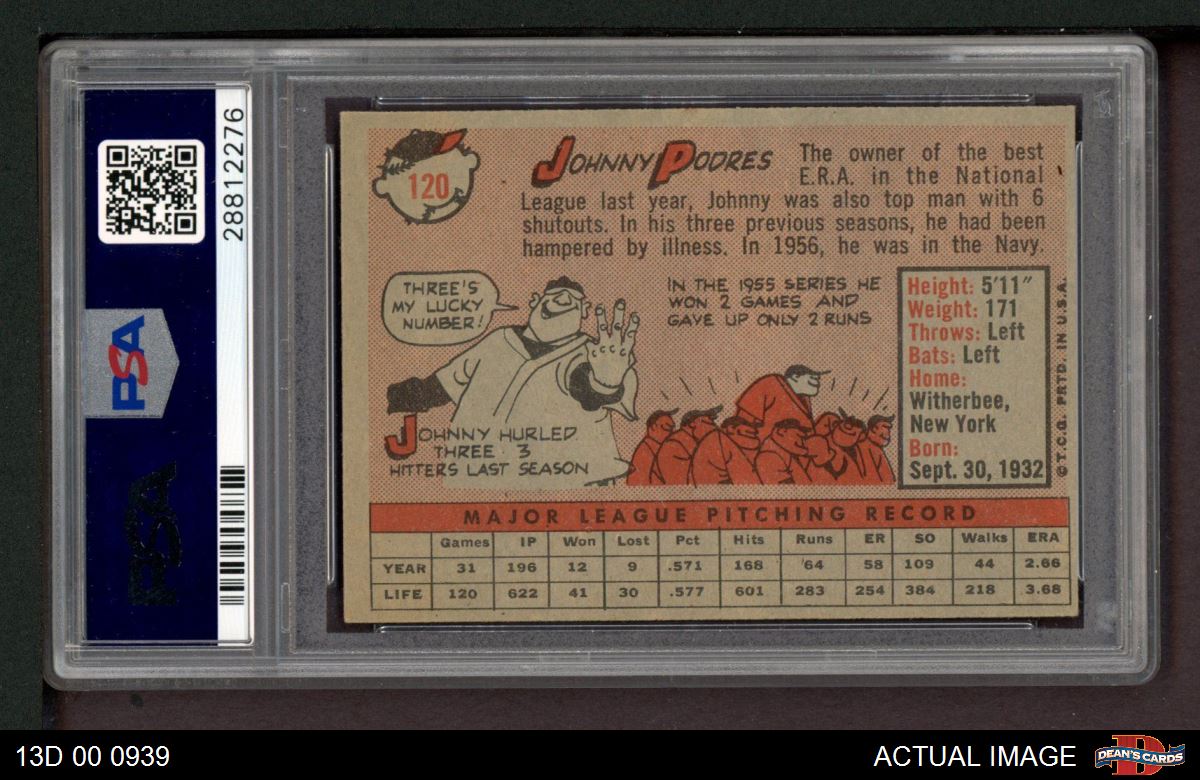 28812276
PSA
PSA
120
JOHNNY PODRES
The owner of the best
E.R.A. in the National
League last year, Johnny was also top man with 6
shutouts. In his three previous seasons, he had been
hampered by illness. In 1956, he was in the Navy.
THREE'S
MY LUCKY
NUMBER!
JOHNNY HURLED
THREE 3
HITTERS LAST SEASON
IN THE 1955 SERIES HE
WON 2 GAMES AND
GAVE UP ONLY 2 RUNS
Height: 5'11"
Weight: 171
Throws: Left
Bats: Left
Home:
Witherbee,
New York
Born:
Sept. 30, 1932
©T.C.G. PRTD. IN U.S.A.
MAJOR LEAGUE PITCHING RECORD
Games IP Won Lost Pct Hits Runs ER SO Walks ERA
YEAR 31 196 12 9 .571 168 64 58 109 44 2.66
LIFE 120 622 41 30 .577 601 283 254 384 218 3.68
13D 00 0939
ACTUAL IMAGE
D
DEAN'S CARDS